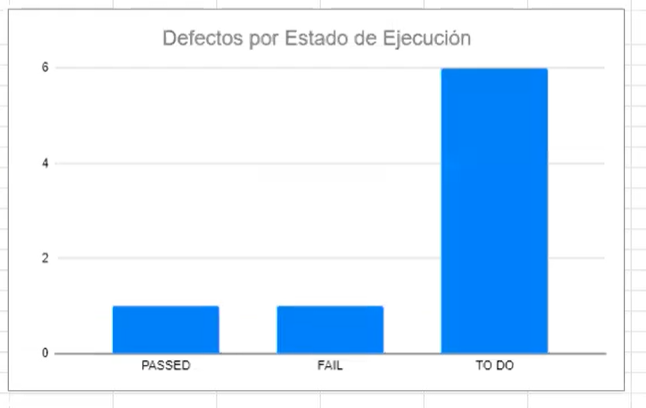 Defectos por Estado de Ejecución
6
4
2
0
PASSED FAIL TO DO